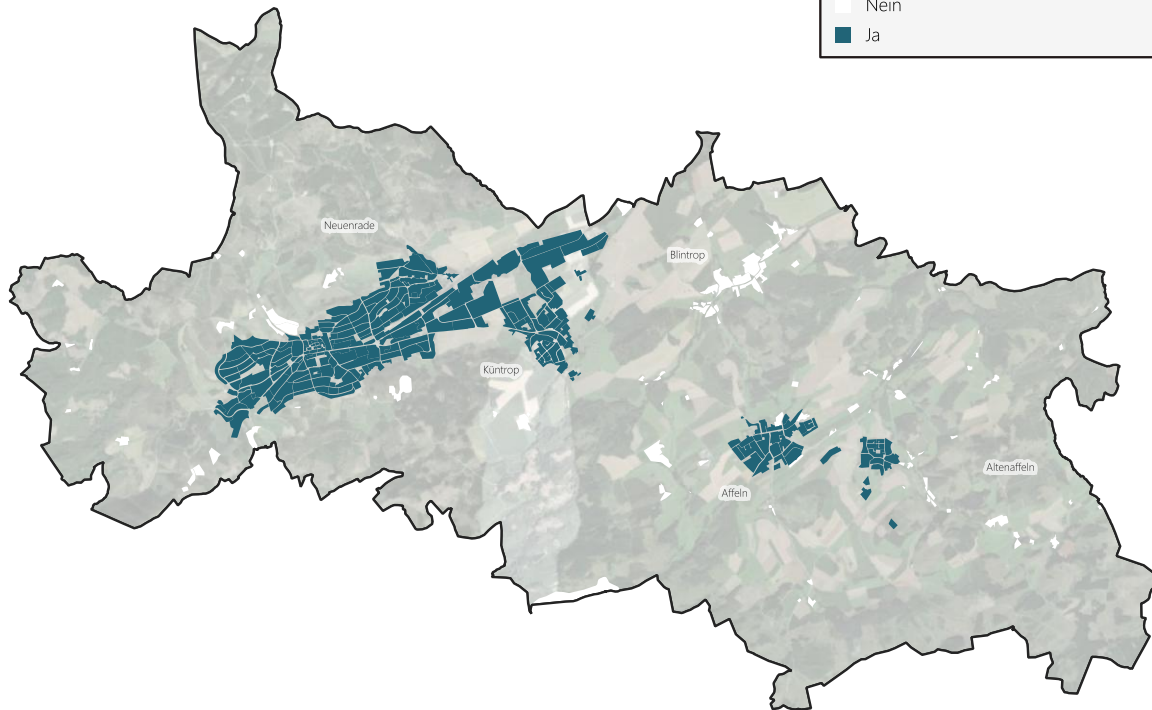 Nein
Ja
Neuenrade
Blintrop
Küntrop
Altenaffeln
Affeln